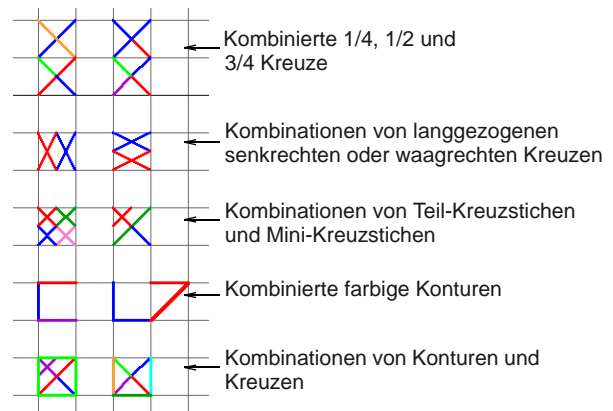 Kombinierte 1/4, 1/2 und
3/4 Kreuze
Kombinationen von langgezogenen
senkrechten oder waagrechten Kreuzen
Kombinationen von Teil-Kreuzstichen
und Mini-Kreuzstichen
Kombinierte farbige Konturen
Kombinationen von Konturen und
Kreuzen